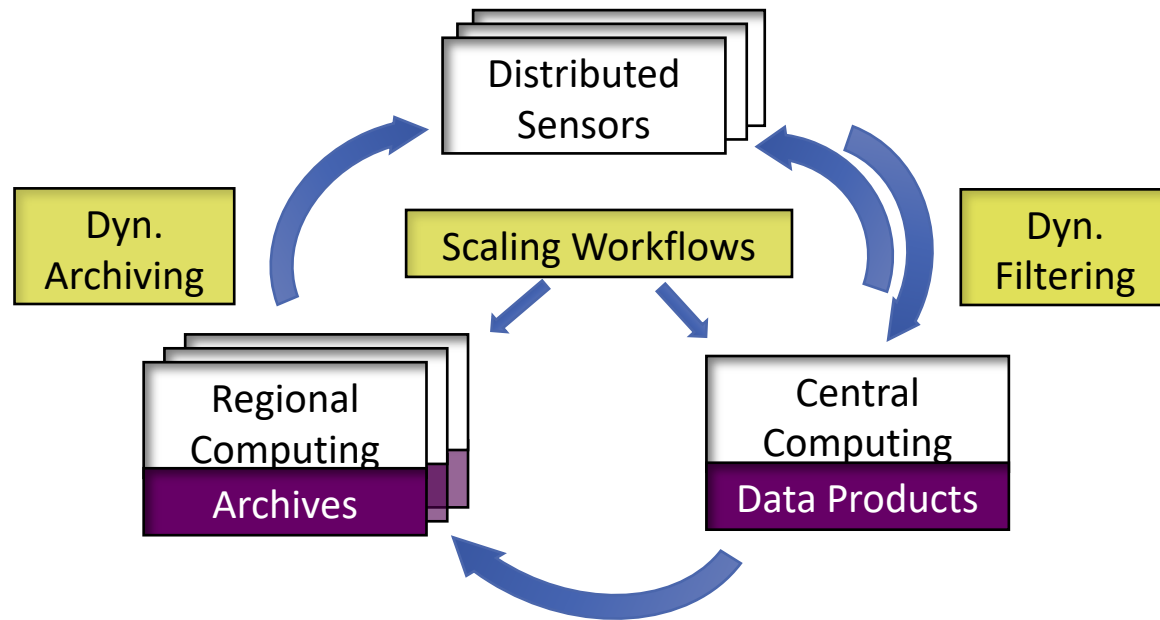 Distributed
Sensors
Dyn.
Archiving
Scaling Workflows
Dyn.
Filtering
Regional
Computing
Archives
Central
Computing
Data Products